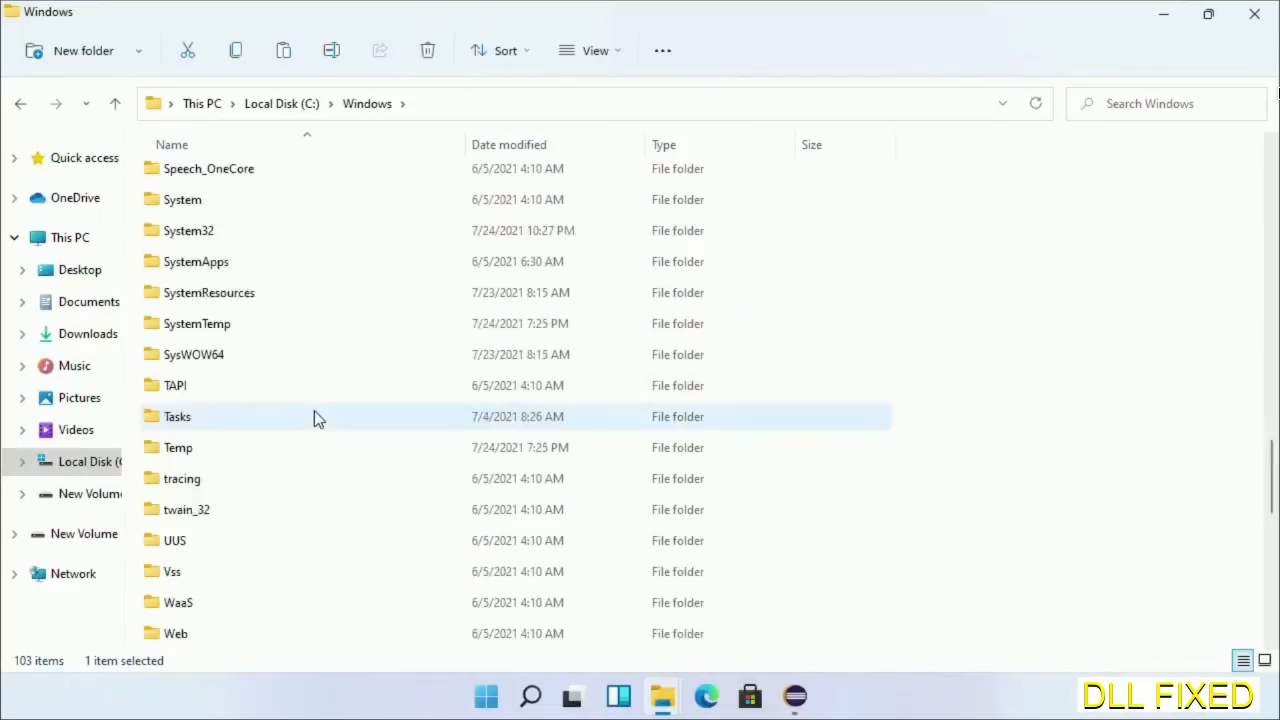 Windows
New folder
Sort
View
This PC
Local Disk (C:)
Windows
Search Windows
Name
Date modified
Type
Size
Quick access
OneDrive
This PC
Desktop
Documents
Downloads
Music
Pictures
Videos
Local Disk (C
New Volum
New Volume
Network
Speech_OneCore 6/5/2021 4:10 AM File folder
System 6/5/2021 4:10 AM File folder
System32 7/24/2021 10:27 PM File folder
SystemApps 6/5/2021 6:30 AM File folder
SystemResources 7/23/2021 8:15 AM File folder
SystemTemp 7/24/2021 7:25 PM File folder
SysWOW64 7/23/2021 8:15 AM File folder
TAPI 6/5/2021 4:10 AM File folder
Tasks 7/4/2021 8:26 AM File folder
Temp 7/24/2021 7:25 PM File folder
tracing 6/5/2021 4:10 AM File folder
twain_32 6/5/2021 4:10 AM File folder
UUS 6/5/2021 4:10 AM File folder
Vss 6/5/2021 4:10 AM File folder
WaaS 6/5/2021 4:10 AM File folder
Web 6/5/2021 4:10 AM File folder
103 items 1 item selected
DLL FIXED